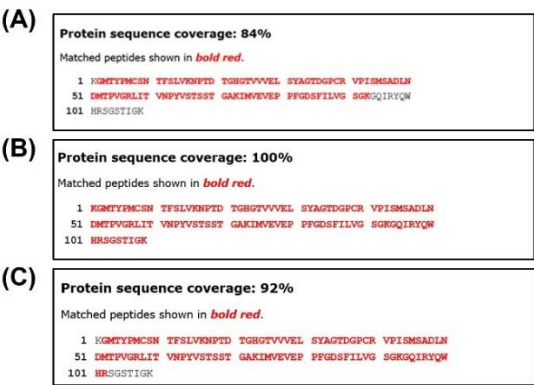 (A)
Protein sequence coverage: 84%
Matched peptides shown in bold red.
1 KGMTYPMCSN TFSLVKNPTD TGHGTVVVEL SYAGTDGPCR VPISMSADLN
51 DMTPVGRLIT VNPYVSTSST GAKIMVEVEP PFGDSFILVG SGKGQIRYQW
101 HRSGSTIGK
(B)
Protein sequence coverage: 100%
Matched peptides shown in bold red.
1 KGMTYPMCSN TFSLVKNPTD TGHGTVVVEL SYAGTDGPCR VPISMSADLN
51 DMTPVGRLIT VNPYVSTSST GAKIMVEVEP PFGDSFILVG SGKGQIRYQW
101 HRSGSTIGK
(C)
Protein sequence coverage: 92%
Matched peptides shown in bold red.
1 KGMTYPMCSN TFSLVKNPTD TGHGTVVVEL SYAGTDGPCR VPISMSADLN
51 DMTPVGRLIT VNPYVSTSST GAKIMVEVEP PFGDSFILVG SGKGQIRYQW
101 HRSGSTIGK